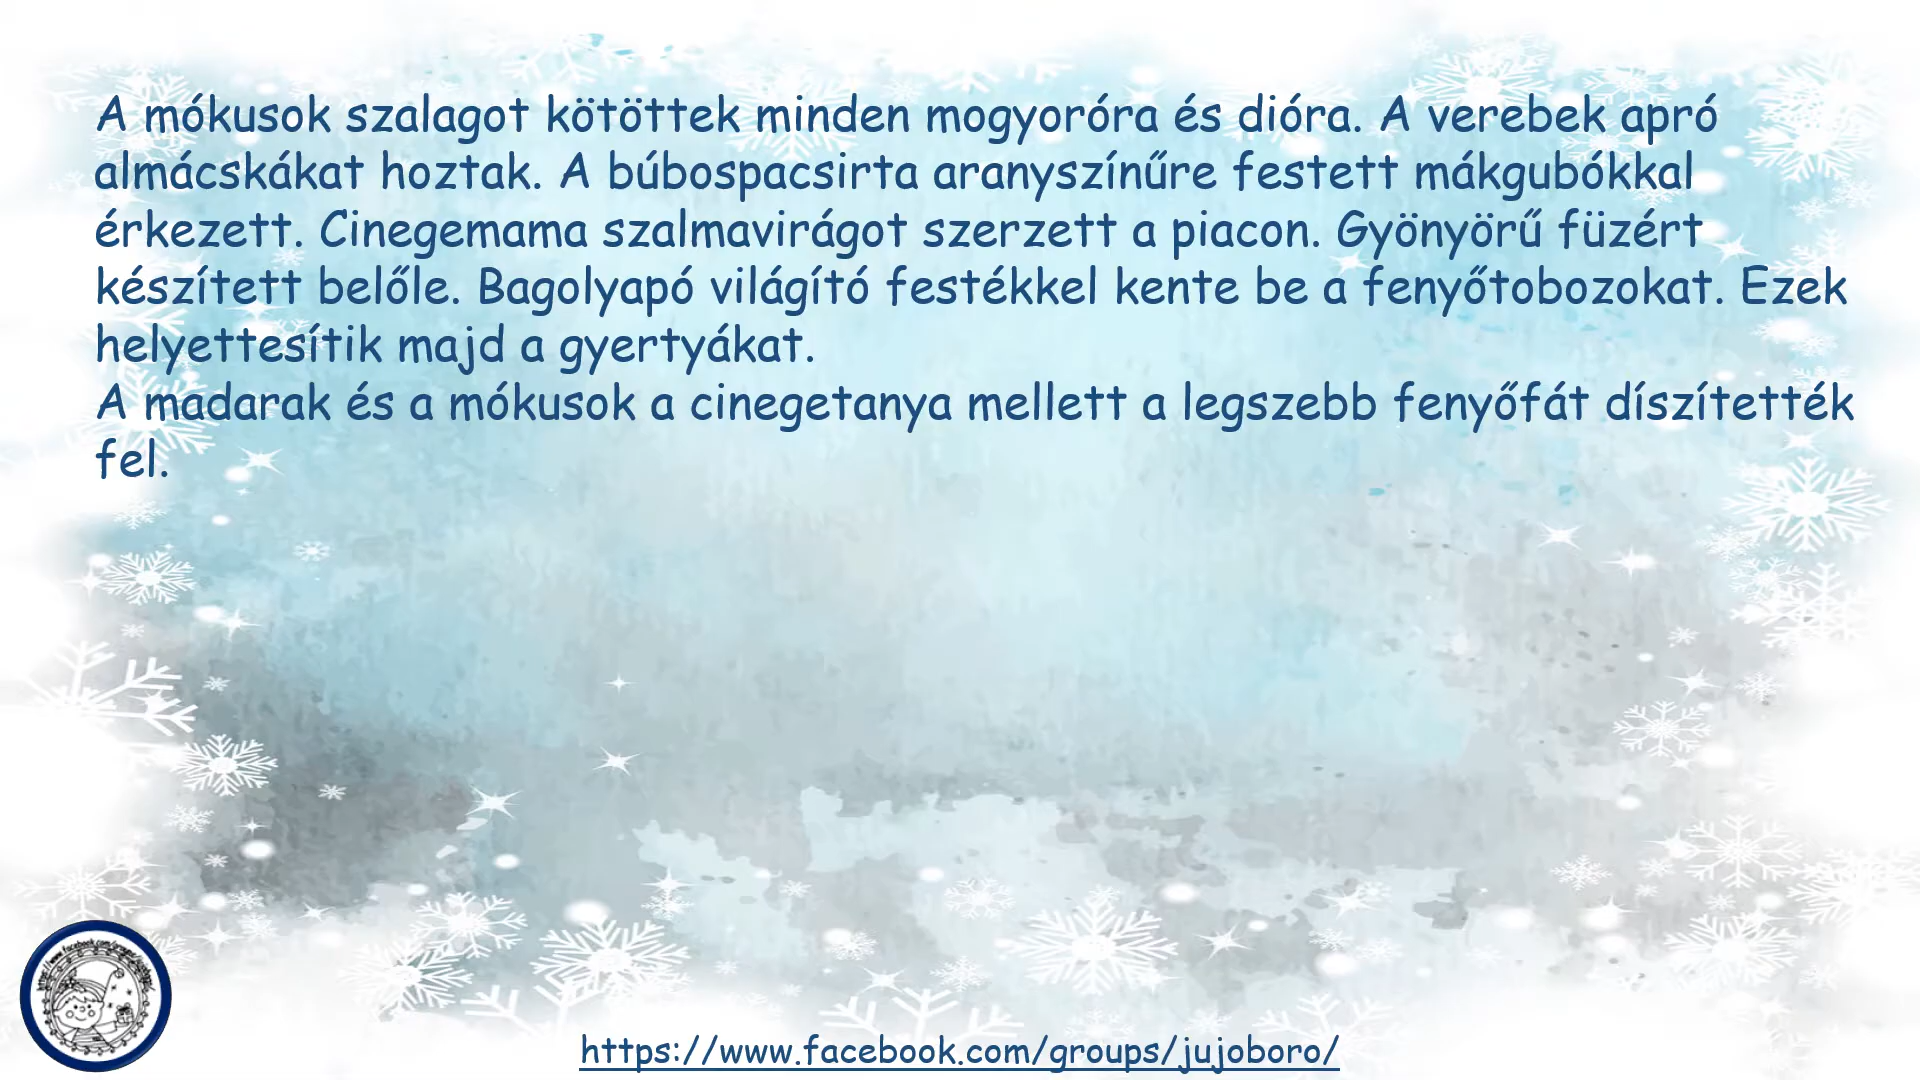 A mókusok szalagot kötöttek minden mogyoróra és dióra. A verebek apró
almácskákat hoztak. A búbospacsirta aranyszínűre festett mákgubókkal
érkezett. Cinegemama szalmavirágot szerzett a piacon. Gyönyörű füzért
készített belőle. Bagolyapó világító festékkel kente be a fenyőtobozokat. Ezek
helyettesítik majd a gyertyákat.
A madarak és a mókusok a cinegetanya mellett a legszebb fenyőfát díszítették
fel.
https://www.facebook.com/groups/jujoboro/